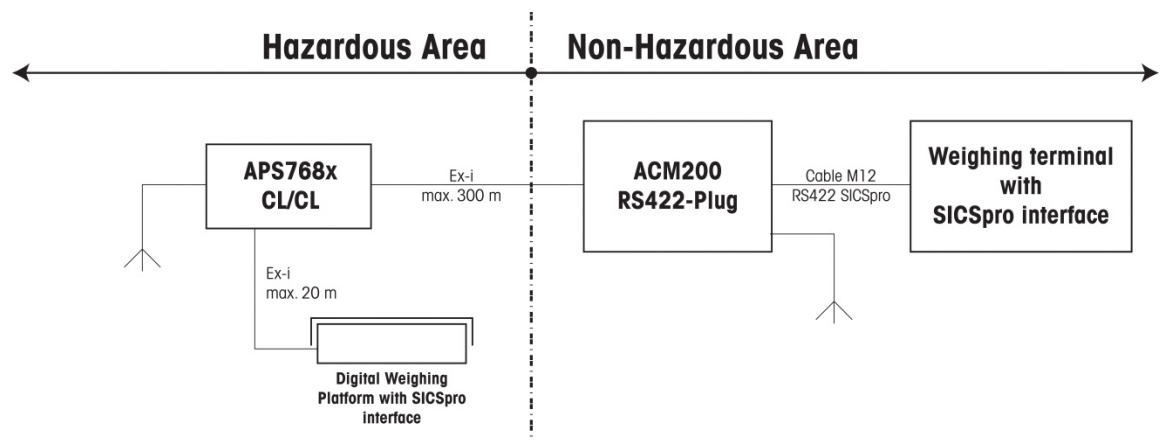 Hazardous Area
Non-Hazardous Area
APS768x
CL/CL
Ex-i
max. 300 m
ACM200
RS422-Plug
Cable M12
RS422 SICSpro
Weighing terminal
with
SICSpro interface
Ex-i
max. 20 m
Digital Weighing
Platform with SICSpro
interface